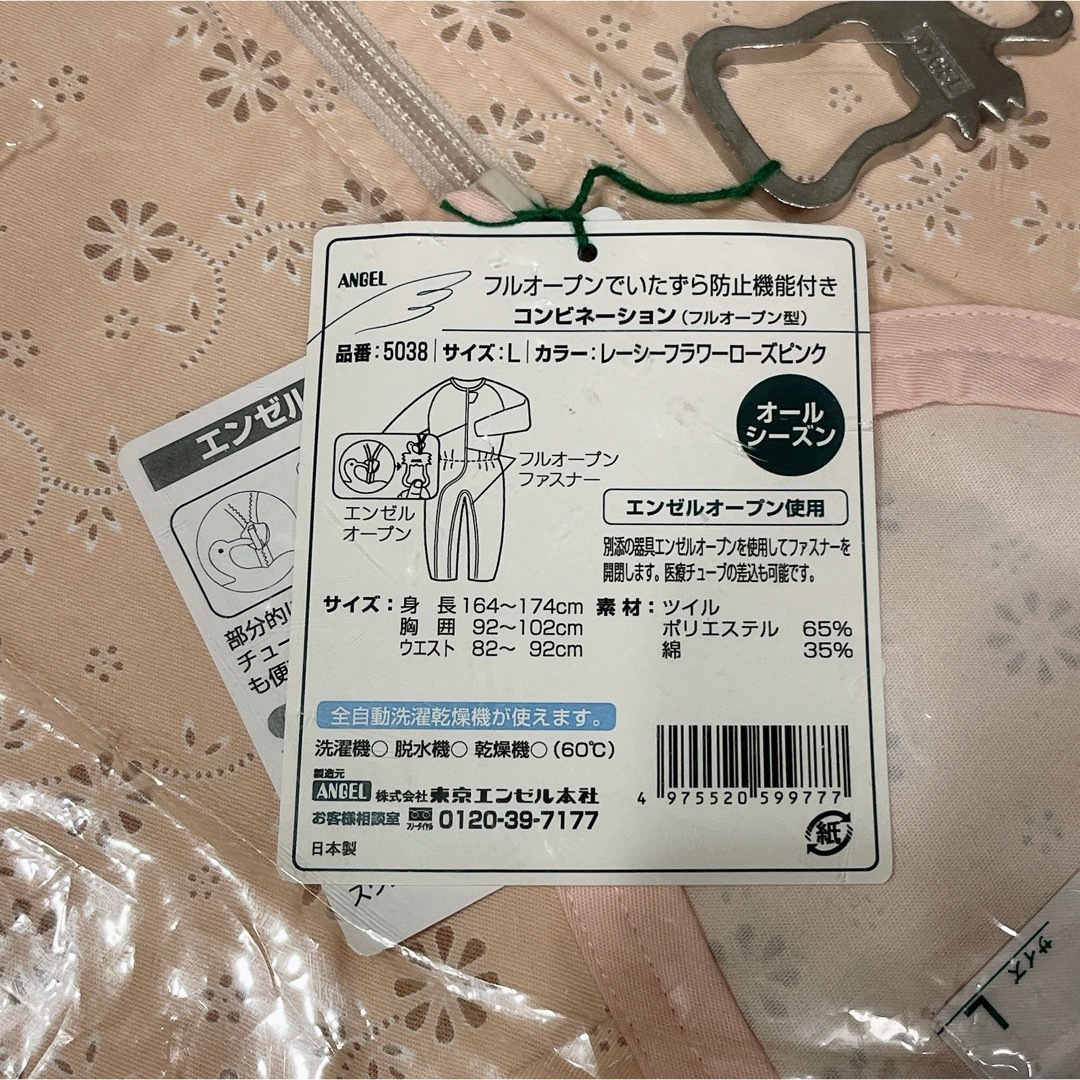 ANGEL
フルオープンでいたずら防止機能付き
コンビネーション(フルオープン型)
品番:5038 サイズ:L カラー:レーシーフラワーローズピンク
オール
シーズン
フルオープン
ファスナー
エンゼル
オープン
エンゼルオープン使用
別添の器具エンゼルオープンを使用してファスナーを
開閉します。医療チューブの差込も可能です。
サイズ:身長164〜174cm
胸囲 92〜102cm
ウエスト 82〜 92cm
素材:ツイル
ポリエステル 65%
綿 35%
全自動洗濯乾燥機が使えます。
洗濯機○ 脱水機○ 乾燥機○(60℃)
製造元
ANGEL 株式会社 東京エンゼル本社
お客様相談室 フリーダイヤル 0120-39-7177
日本製
4 975520 599777
紙
エンゼル
部分的に
チュー
も便
サイズ
L